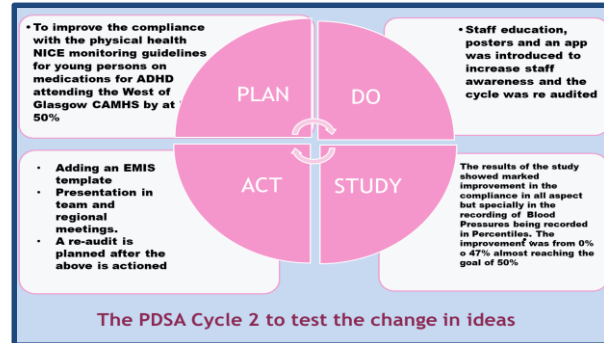 • To improve the compliance
with the physical health
NICE monitoring guidelines
for young persons on
medications for ADHD
attending the West of
Glasgow CAMHS by at
50%
PLAN
DO
• Staff education,
posters and an app
was introduced to
increase staff
awareness and the
cycle was re audited
ACT
STUDY
• Adding an EMIS
template
• Presentation in
team and
regional
meetings.
• A re-audit is
planned after the
above is actioned
The results of the study
showed marked
improvement in the
compliance in all aspect
but specially in the
recording of Blood
Pressures being recorded
in Percentiles. The
improvement was from 0%
o 47% almost reaching the
goal of 50%
The PDSA Cycle 2 to test the change in ideas